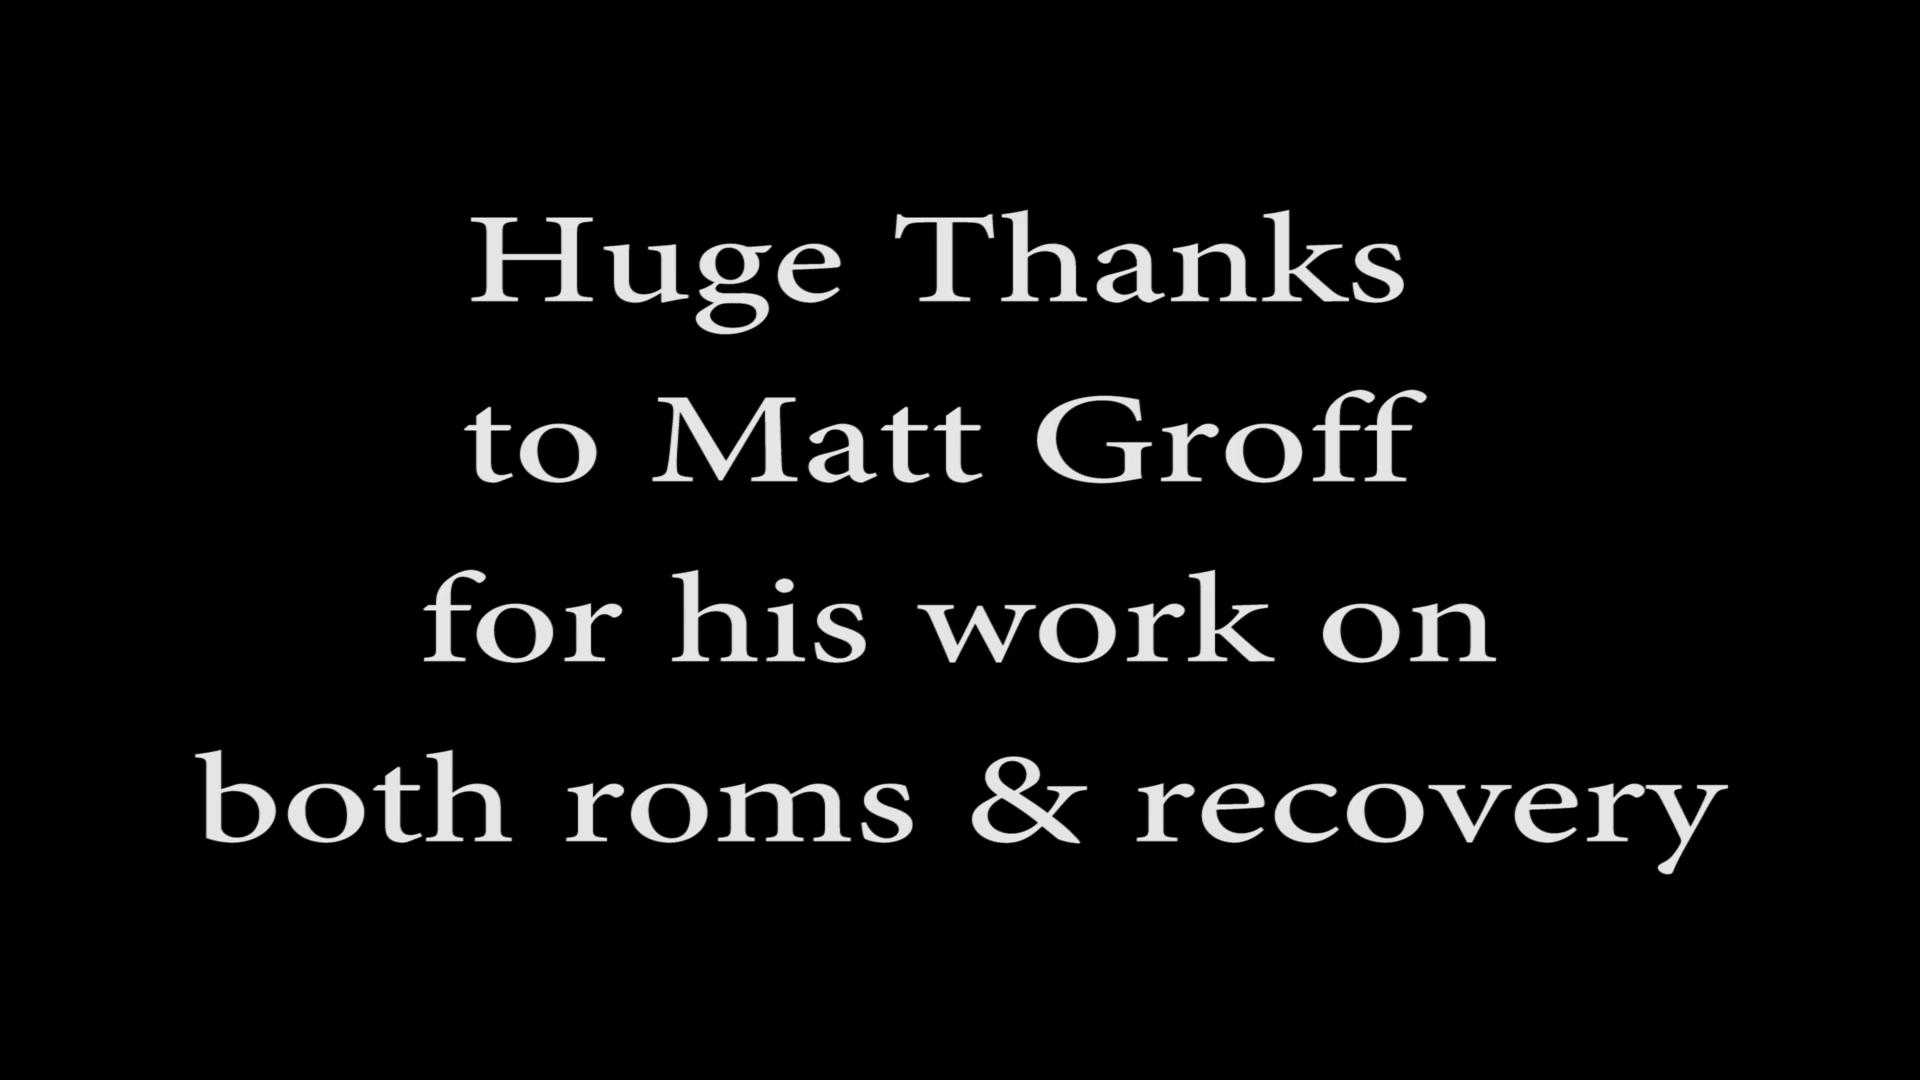 Huge Thanks
to Matt Groff
for his work on
both roms & recovery